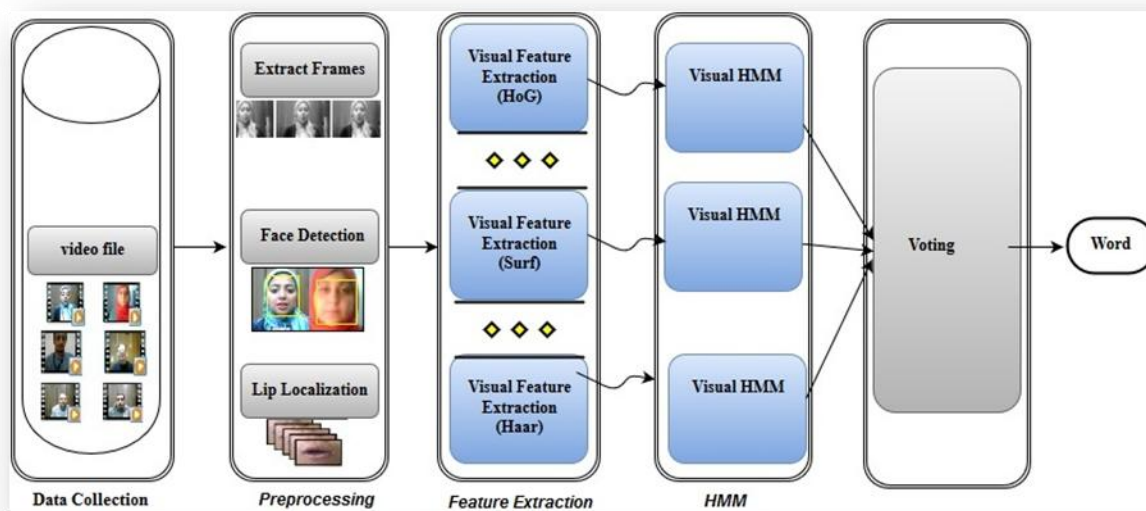 video file
Data Collection
Extract Frames
Face Detection
Lip Localization
Preprocessing
Visual Feature
Extraction
(HoG)
Visual Feature
Extraction
(Surf)
Visual Feature
Extraction
(Haar)
Feature Extraction
Visual HMM
Visual HMM
Visual HMM
HMM
Voting
Word